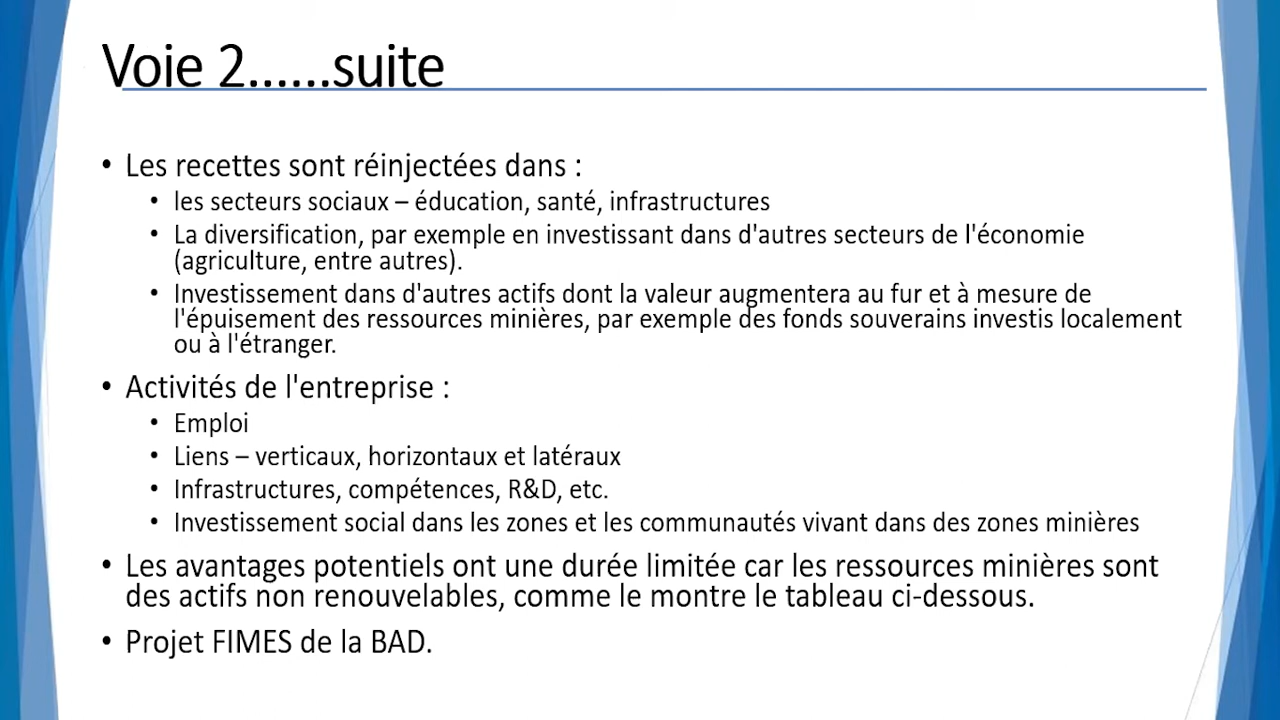 Voie 2......suite
• Les recettes sont réinjectées dans :
• les secteurs sociaux – éducation, santé, infrastructures
• La diversification, par exemple en investissant dans d'autres secteurs de l'économie
(agriculture, entre autres).
• Investissement dans d'autres actifs dont la valeur augmentera au fur et à mesure de
l'épuisement des ressources minières, par exemple des fonds souverains investis localement
ou à l'étranger.
• Activités de l'entreprise :
• Emploi
• Liens – verticaux, horizontaux et latéraux
• Infrastructures, compétences, R&D, etc.
• Investissement social dans les zones et les communautés vivant dans des zones minières
• Les avantages potentiels ont une durée limitée car les ressources minières sont
des actifs non renouvelables, comme le montre le tableau ci-dessous.
• Projet FIMES de la BAD.